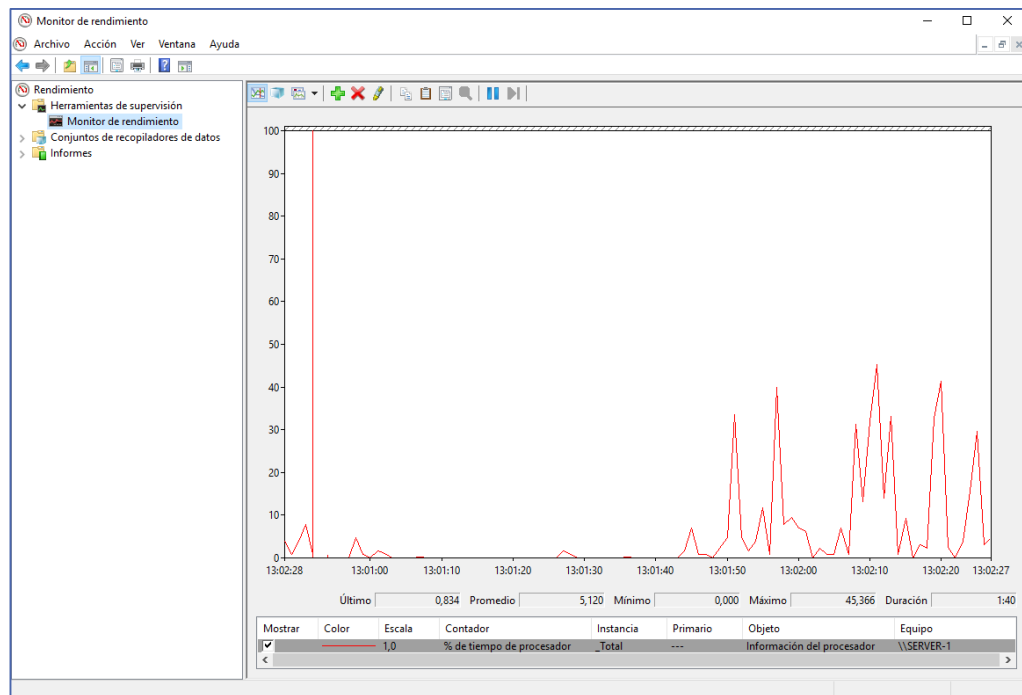 Monitor de rendimiento
Archivo Acción Ver Ventana Ayuda
Rendimiento
Herramientas de supervisión
Monitor de rendimiento
Conjuntos de recopiladores de datos
Informes
100
90
80
70
60
50
40
30
20
10
0
13:02:28 13:01:00 13:01:10 13:01:20 13:01:30 13:01:40 13:01:50 13:02:00 13:02:10 13:02:20 13:02:27
Último 0,834 Promedio 5,120 Mínimo 0,000 Máximo 45,366 Duración 1:40
Mostrar Color Escala Contador Instancia Primario Objeto Equipo
1,0 % de tiempo de procesador _Total --- Información del procesador \\SERVER-1